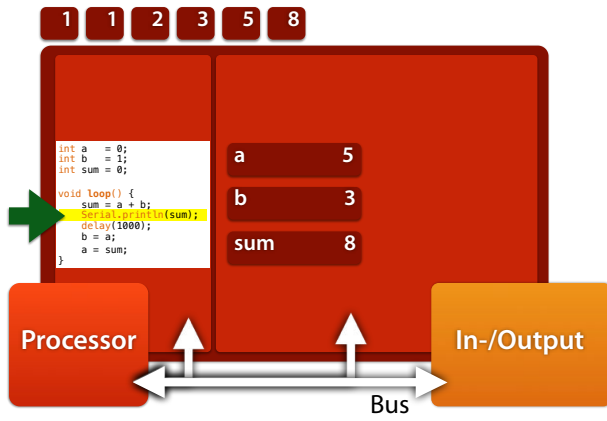 1 1 2 3 5 8
int a   = 0;
int b   = 1;
int sum = 0;
void loop() {
    sum = a + b;
    Serial.println(sum);
    delay(1000);
    b = a;
    a = sum;
}
a 5
b 3
sum 8
Processor
In-/Output
Bus